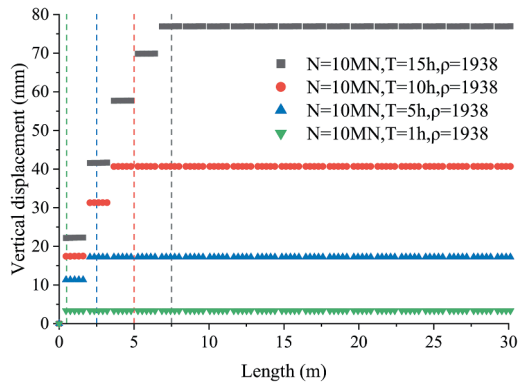 80
70
60
50
40
30
20
10
0
Vertical displacement (mm)
N=10MN,T=15h,ρ=1938
N=10MN,T=10h,ρ=1938
N=10MN,T=5h,ρ=1938
N=10MN,T=1h,ρ=1938
0 5 10 15 20 25 30
Length (m)